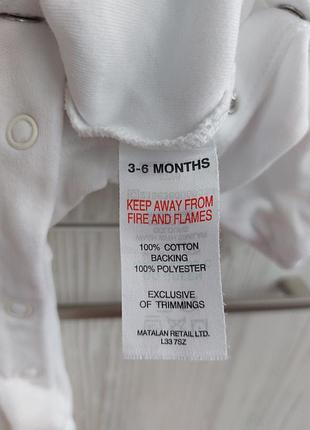 3-6 MONTHS
KEEP AWAY FROM
FIRE AND FLAMES
100% COTTON
BACKING
100% POLYESTER
EXCLUSIVE
OF TRIMMINGS
MATALAN RETAIL LTD.
L33 7SZ